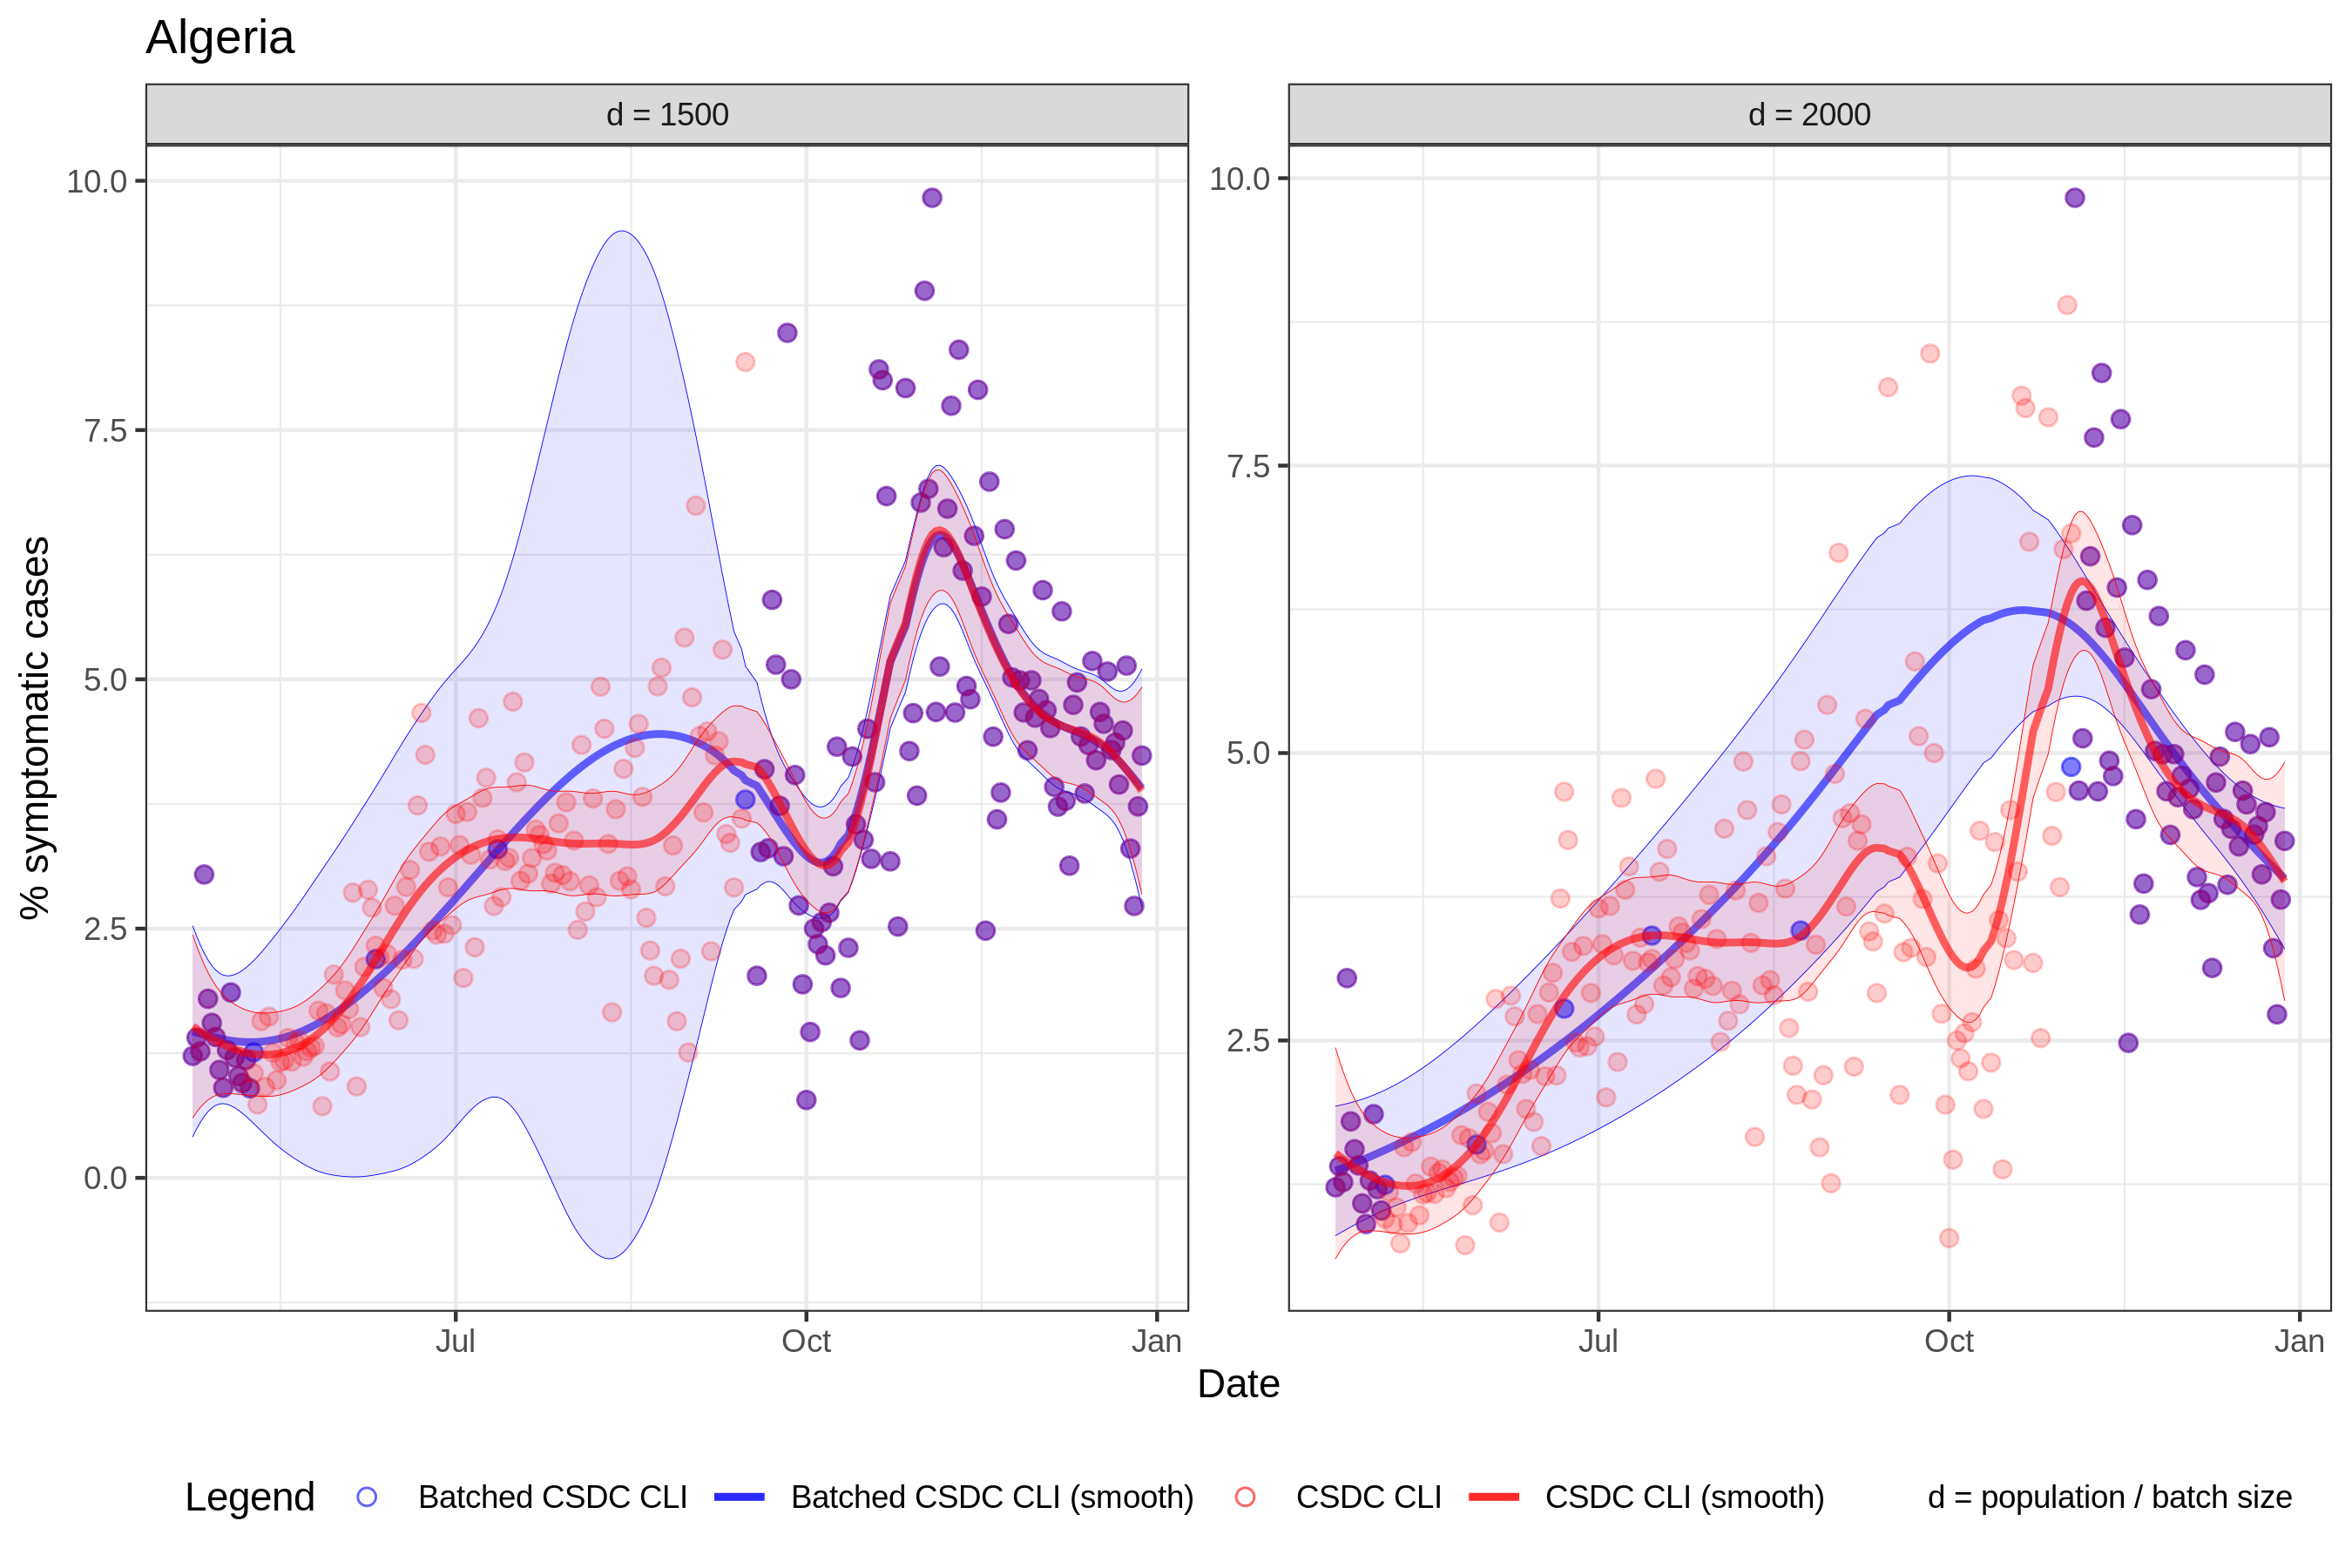 Algeria
d = 1500
d = 2000
% symptomatic cases
10.0
7.5
5.0
2.5
0.0
10.0
7.5
5.0
2.5
Jul
Oct
Jan
Jul
Oct
Jan
Date
Legend
Batched CSDC CLI
Batched CSDC CLI (smooth)
CSDC CLI
CSDC CLI (smooth)
d = population / batch size